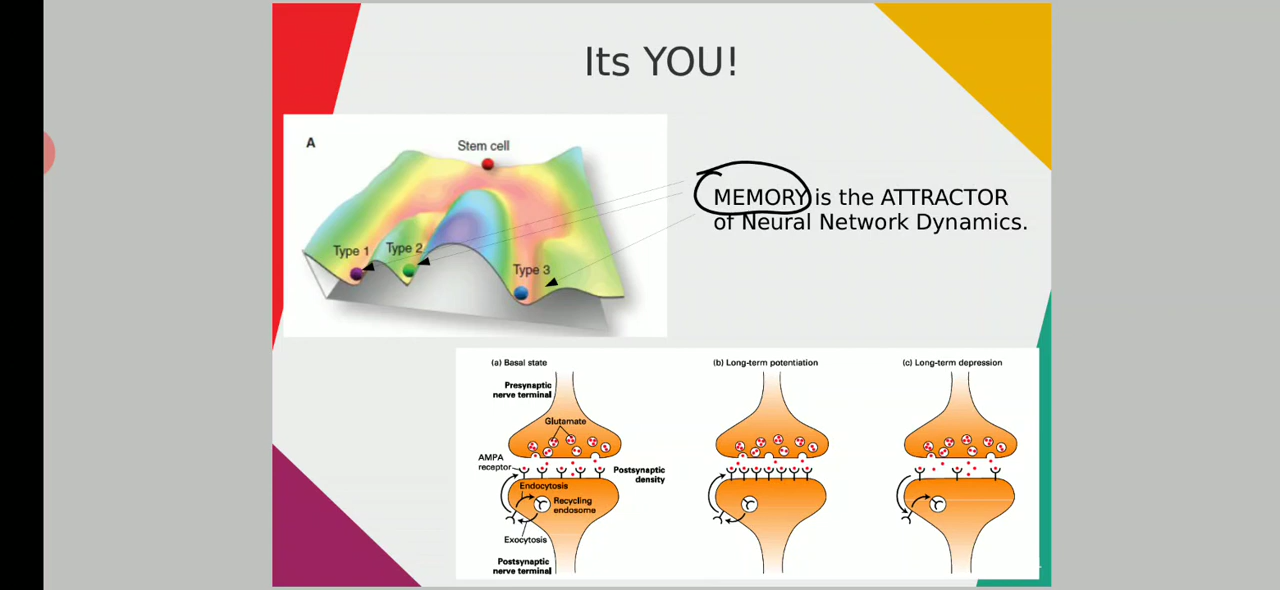 Its YOU!
A
Stem cell
Type 1
Type 2
Type 3
MEMORY is the ATTRACTOR
of Neural Network Dynamics.
(a) Basal state
Presynaptic
nerve terminal
Glutamate
AMPA
receptor
Postsynaptic
density
Endocytosis
Recycling
endosome
Exocytosis
Postsynaptic
nerve terminal
(b) Long-term potentiation
(c) Long-term depression